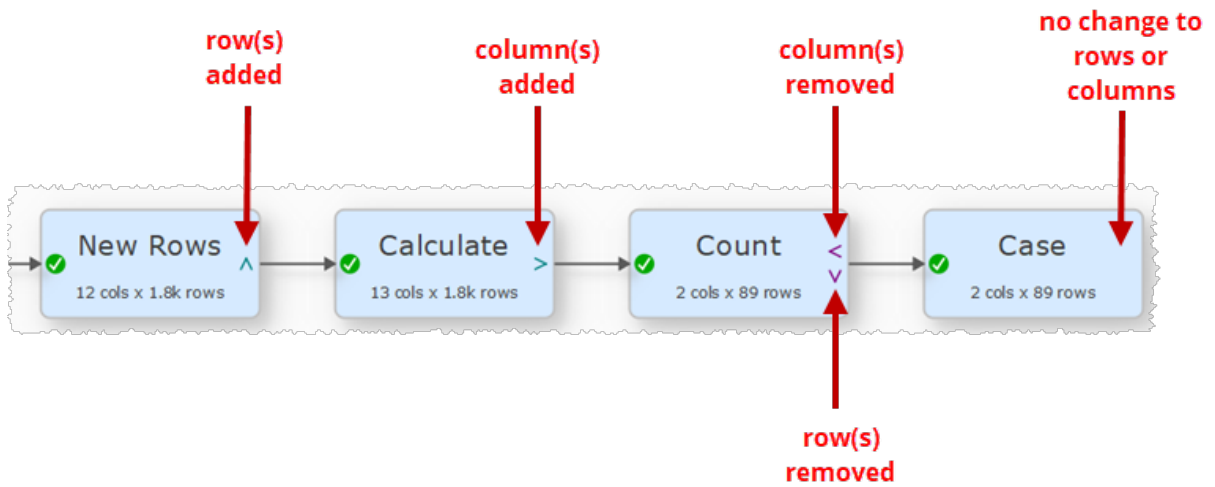 row(s)
added
column(s)
added
column(s)
removed
no change to
rows or
columns
New Rows
^
12 cols x 1.8k rows
Calculate
>
13 cols x 1.8k rows
Count
<
v
2 cols x 89 rows
Case
2 cols x 89 rows
row(s)
removed